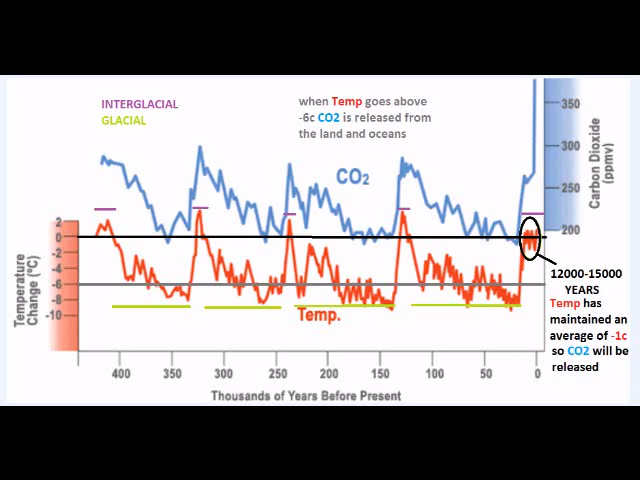 INTERGLACIAL
GLACIAL
when Temp goes above
-6c CO2 is released from
the land and oceans
CO₂
350
300
250
200
Carbon Dioxide
(ppmv)
2
0
-2
-4
-6
-8
-10
Temperature
Change (°C)
Temp.
12000-15000
YEARS
Temp has
maintained an
average of -1c
so CO2 will be
released
400 350 300 250 200 150 100 50 0
Thousands of Years Before Present